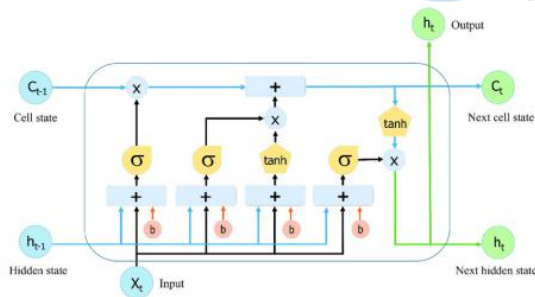 hₜ Output
Cₜ₋₁ x + Cₜ
Cell state Next cell state
x tanh
σ σ tanh σ x
+ + + +
b b b b
hₜ₋₁ hₜ
Hidden state Next hidden state
Xₜ Input